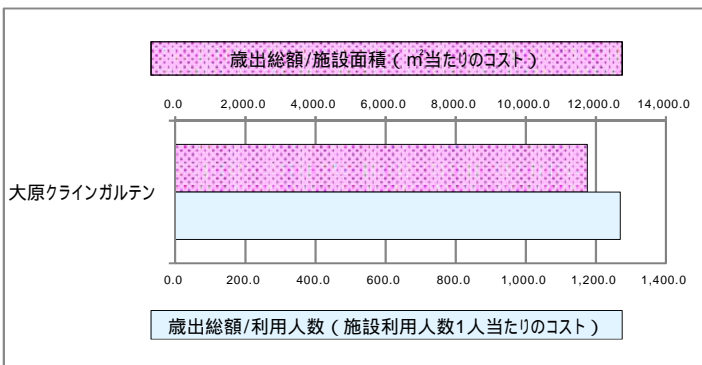 歳出総額/施設面積（㎡当たりのコスト）
0.0 2,000.0 4,000.0 6,000.0 8,000.0 10,000.0 12,000.0 14,000.0
大原クラインガルテン
0.0 200.0 400.0 600.0 800.0 1,000.0 1,200.0 1,400.0
歳出総額/利用人数（施設利用人数1人当たりのコスト）